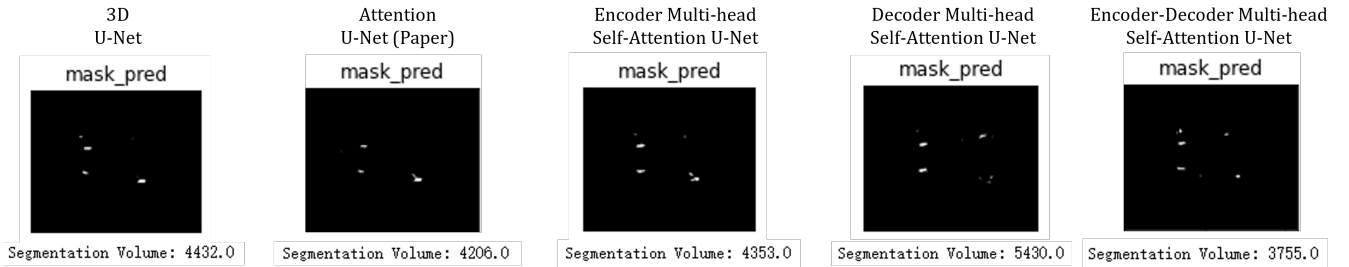 3D
U-Net
mask_pred
Segmentation Volume: 4432.0
Attention
U-Net (Paper)
mask_pred
Segmentation Volume: 4206.0
Encoder Multi-head
Self-Attention U-Net
mask_pred
Segmentation Volume: 4353.0
Decoder Multi-head
Self-Attention U-Net
mask_pred
Segmentation Volume: 5430.0
Encoder-Decoder Multi-head
Self-Attention U-Net
mask_pred
Segmentation Volume: 3755.0